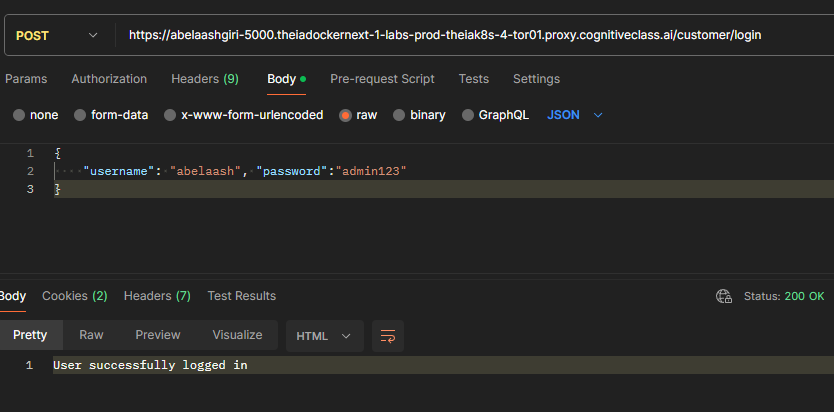 POST https://abelaashgiri-5000.theiadockernext-1-labs-prod-theiak8s-4-tor01.proxy.cognitiveclass.ai/customer/login
Params Authorization Headers (9) Body Pre-request Script Tests Settings
none form-data x-www-form-urlencoded raw binary GraphQL JSON
1 {
2 "username": "abelaash", "password":"admin123"
3 }
Body Cookies (2) Headers (7) Test Results Status: 200 OK
Pretty Raw Preview Visualize HTML
1 User successfully logged in